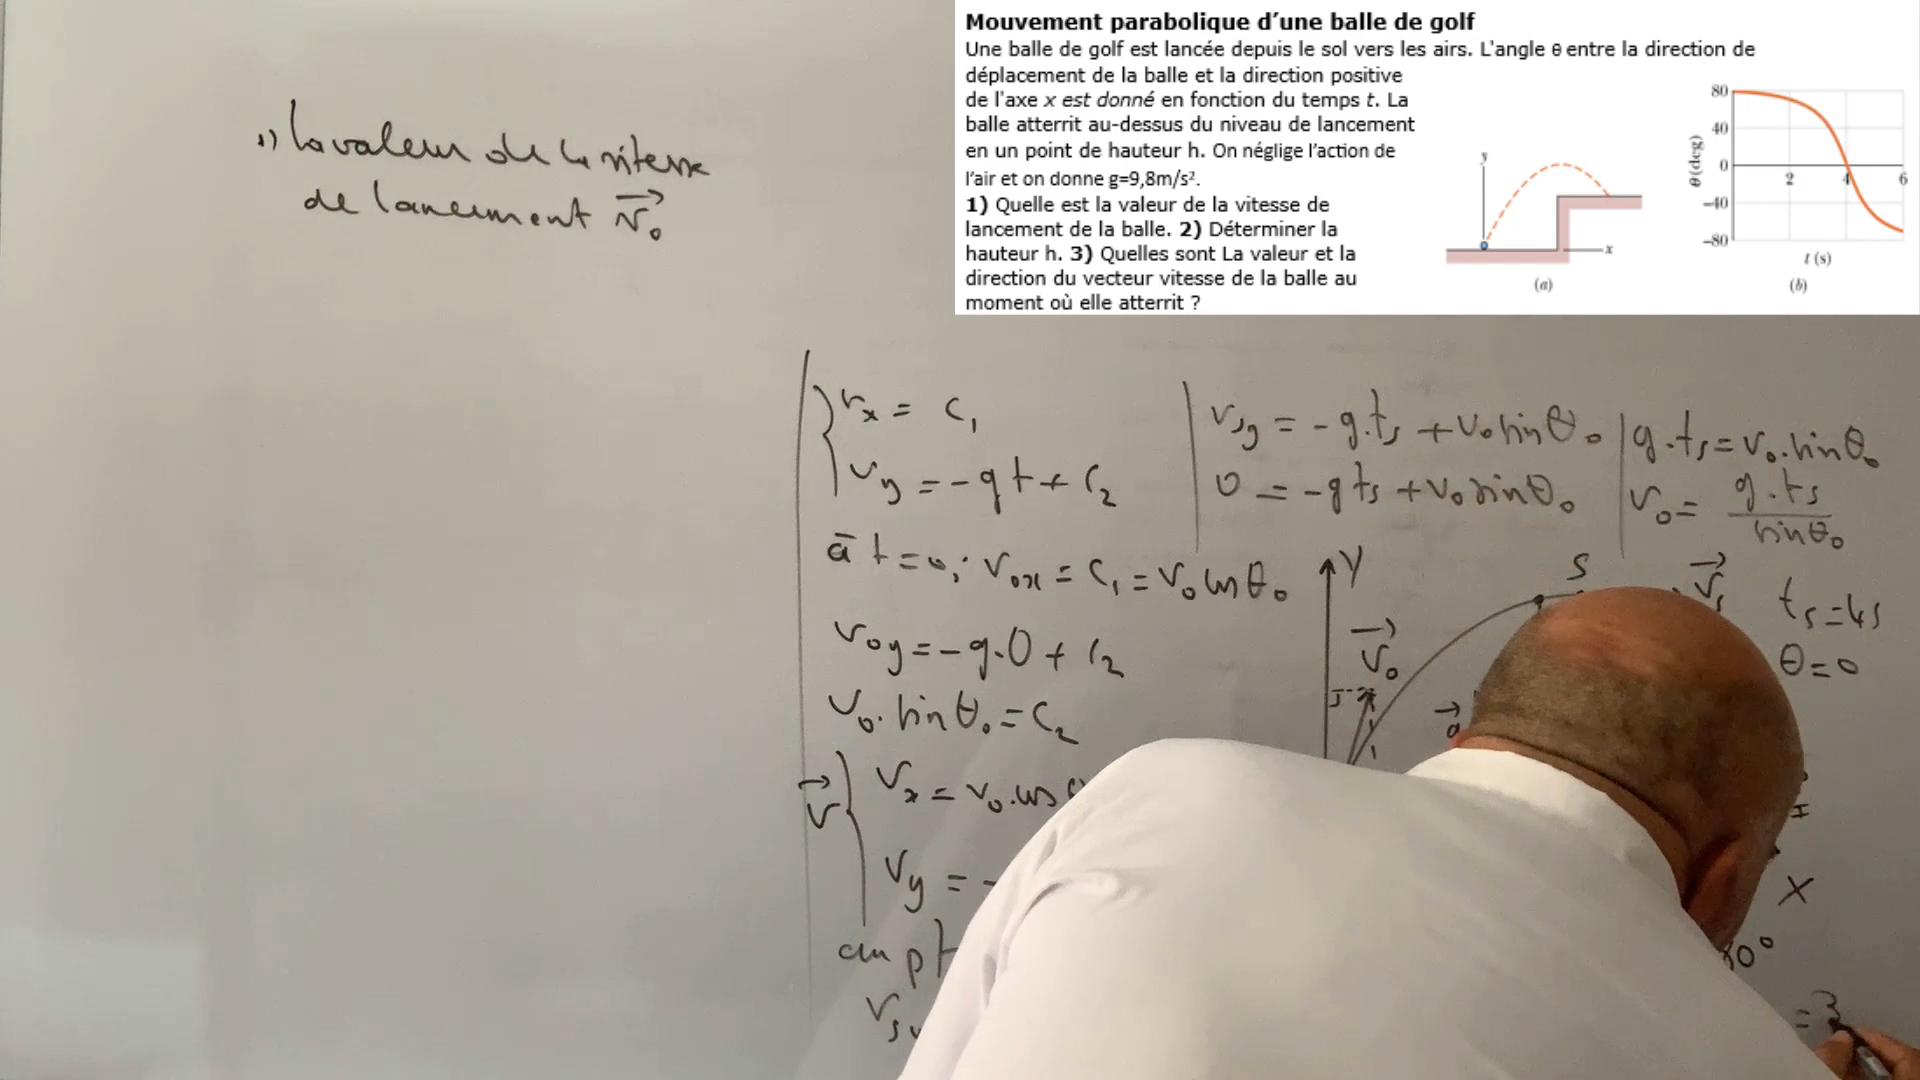 Mouvement parabolique d'une balle de golf
Une balle de golf est lancée depuis le sol vers les airs. L'angle θ entre la direction de
déplacement de la balle et la direction positive
de l'axe x est donné en fonction du temps t. La
balle atterrit au-dessus du niveau de lancement
en un point de hauteur h. On néglige l'action de
l'air et on donne g=9,8m/s².
1) Quelle est la valeur de la vitesse de
lancement de la balle. 2) Déterminer la
hauteur h. 3) Quelles sont La valeur et la
direction du vecteur vitesse de la balle au
moment où elle atterrit ?
y
x
(a)
θ (deg)
80
40
0
-40
-80
2
4
6
t (s)
(b)
1) la valeur de la vitesse
de lancement v₀
vx = C₁
vy = -gt + C₂
à t = 0; v₀x = C₁ = v₀ cos θ₀
v₀y = -g.0 + C₂
v₀. sin θ₀ = C₂
v
vx = v₀.cos
vy = -
au pt
vs
vsy = -g.ts + v₀ sin θ₀
0 = -g ts + v₀ sin θ₀
g.ts = v₀. sin θ₀
v₀ = g.ts / sin θ₀
Y
S
vs
ts = 4s
θ = 0
v₀
J
a
I
X
80°
= 3